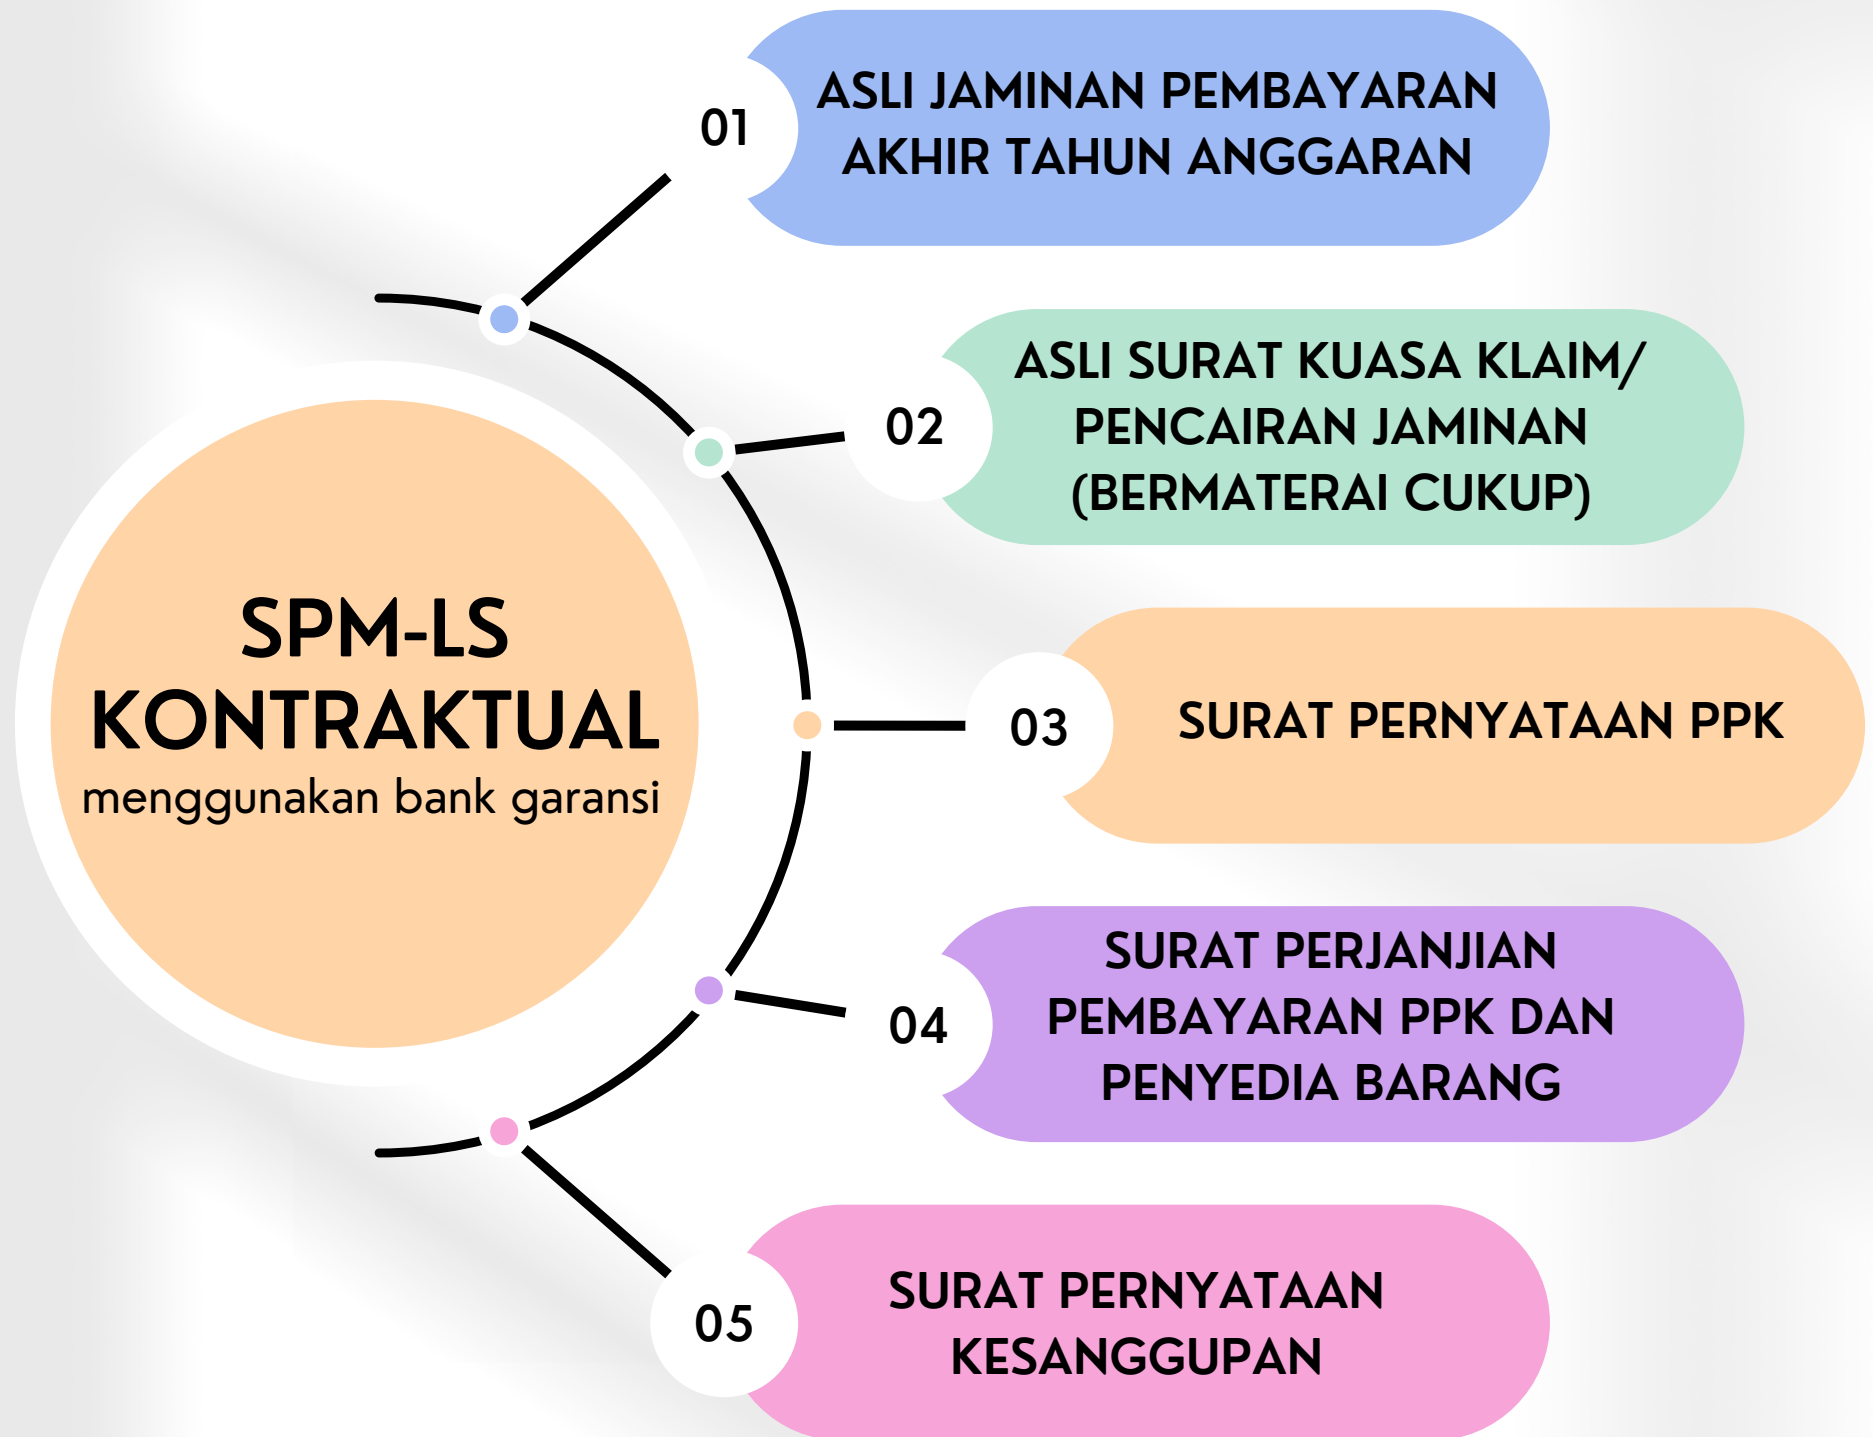 SPM-LS
KONTRAKTUAL
menggunakan bank garansi
01
ASLI JAMINAN PEMBAYARAN
AKHIR TAHUN ANGGARAN
02
ASLI SURAT KUASA KLAIM/
PENCAIRAN JAMINAN
(BERMATERAI CUKUP)
03
SURAT PERNYATAAN PPK
04
SURAT PERJANJIAN
PEMBAYARAN PPK DAN
PENYEDIA BARANG
05
SURAT PERNYATAAN
KESANGGUPAN